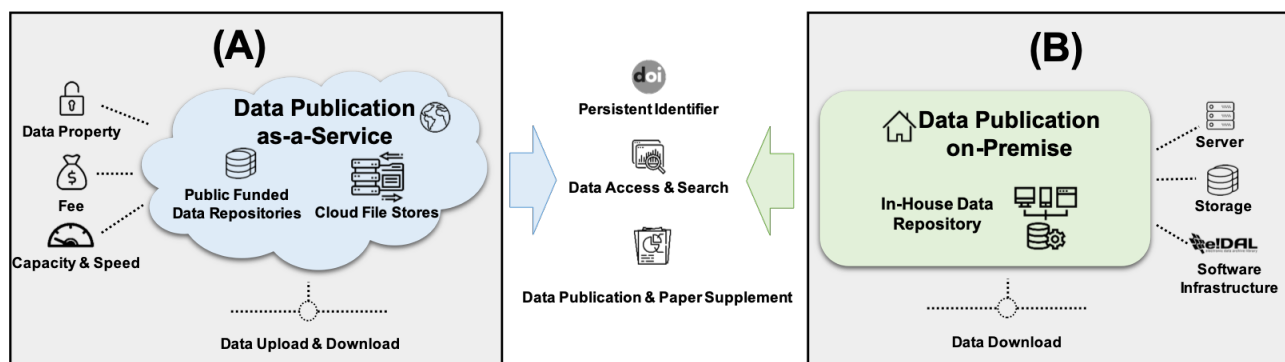 (A)
Data Publication
as-a-Service
Data Property
Fee
Capacity & Speed
Public Funded
Data Repositories
Cloud File Stores
Data Upload & Download
doi
Persistent Identifier
Data Access & Search
Data Publication & Paper Supplement
(B)
Data Publication
on-Premise
In-House Data
Repository
Server
Storage
e!DAL
Software
Infrastructure
Data Download